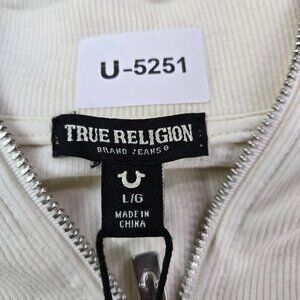 U-5251
TRUE RELIGION
BRAND JEANS®
L/G
MADE IN
CHINA